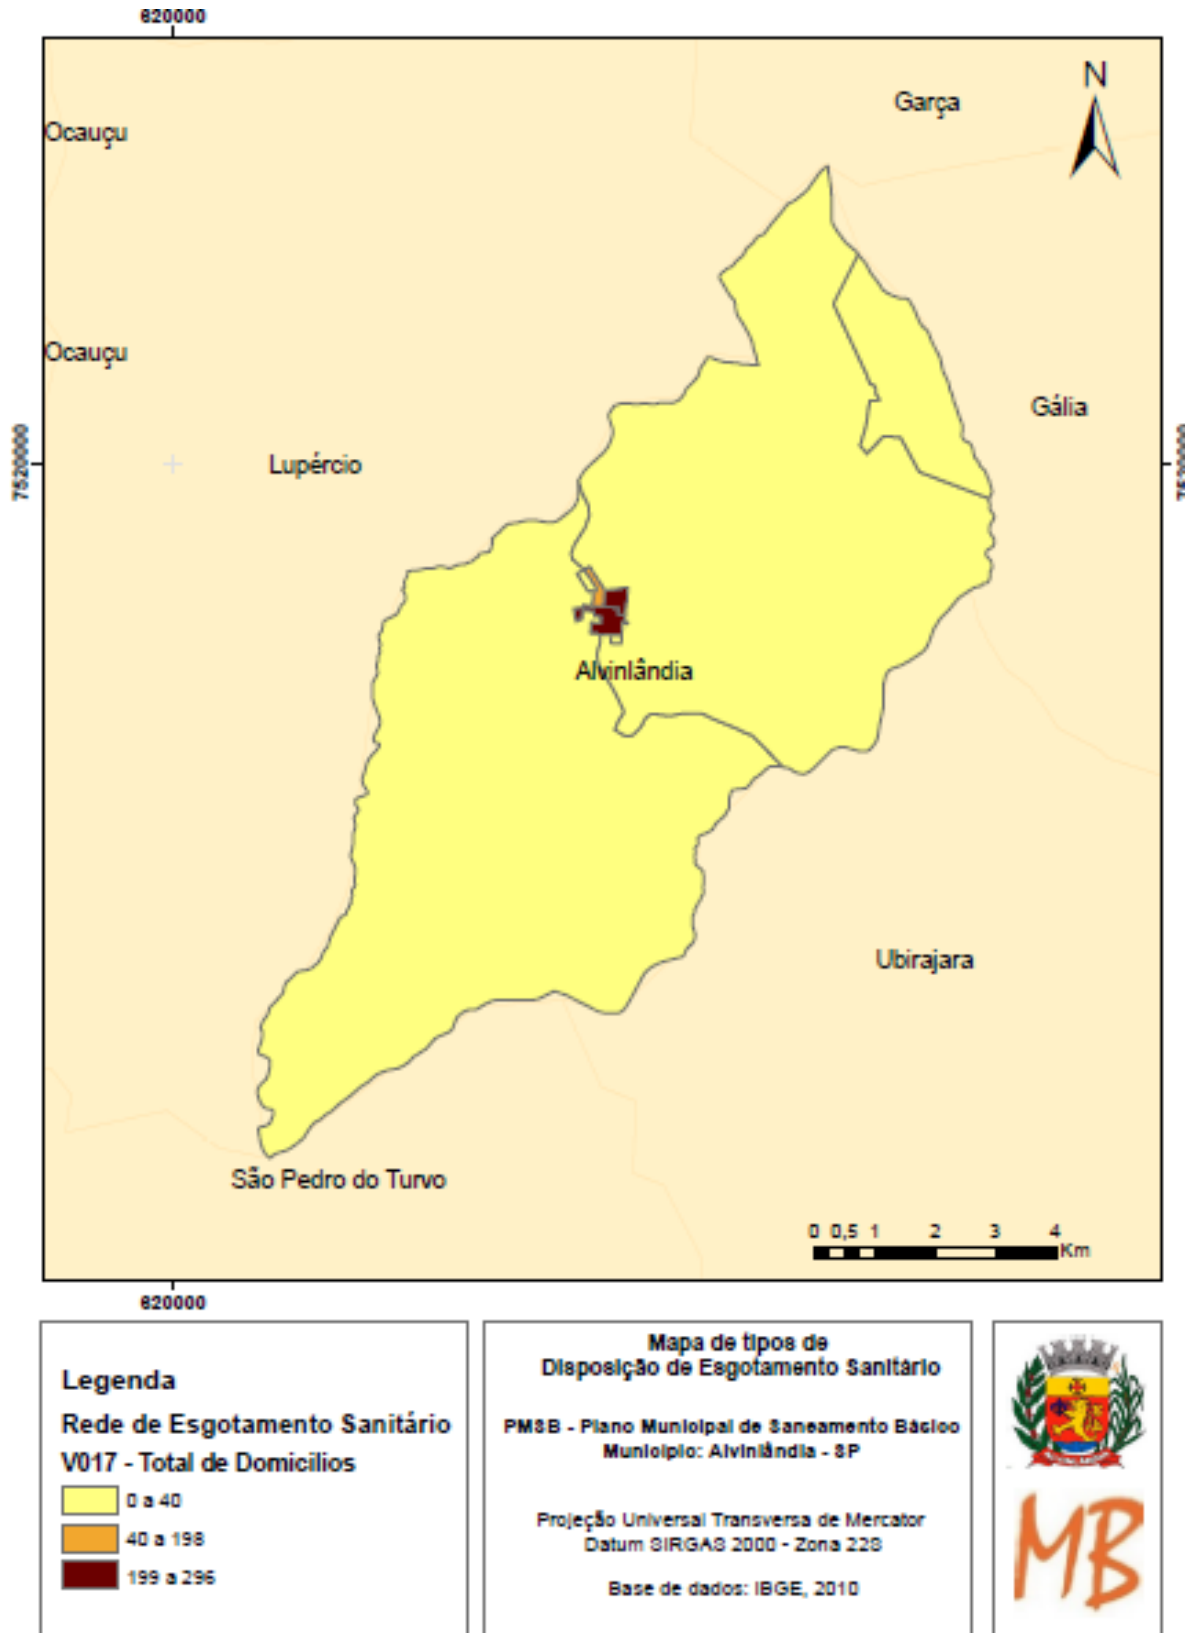 620000
N
Garça
Ocauçu
Ocauçu
Gália
7520000
7520000
Lupércio
Alvinlândia
Ubirajara
São Pedro do Turvo
0 0,5 1 2 3 4
Km
620000
Legenda
Rede de Esgotamento Sanitário
V017 - Total de Domicílios
0 a 40
40 a 198
199 a 296
Mapa de tipos de
Disposição de Esgotamento Sanitário
PMSB - Plano Municipal de Saneamento Básico
Município: Alvinlândia - SP
Projeção Universal Transversa de Mercator
Datum SIRGAS 2000 - Zona 22S
Base de dados: IBGE, 2010
MB